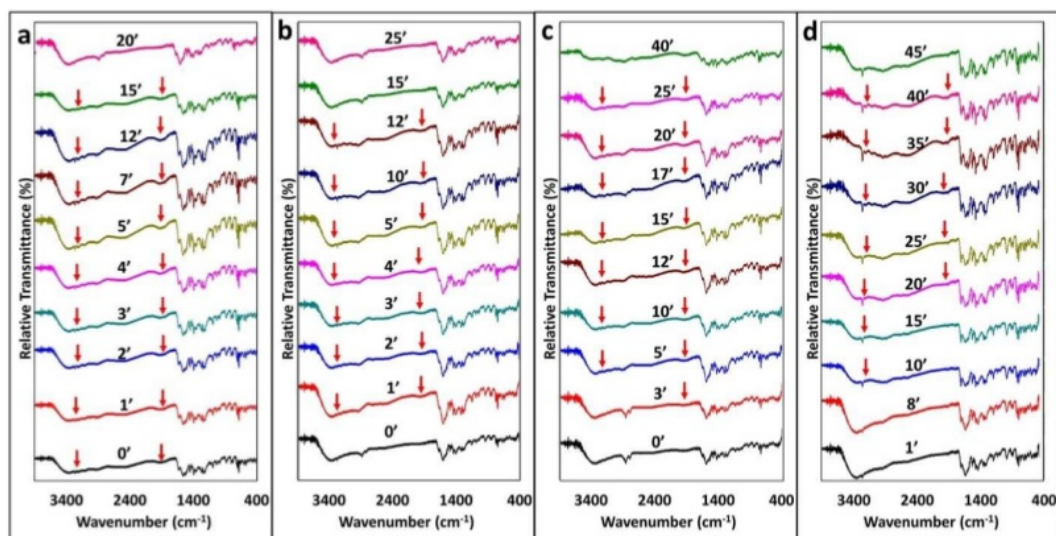 a
20'
15'
12'
7'
5'
4'
3'
2'
1'
0'
Relative Transmittance (%)
3400 2400 1400 400
Wavenumber (cm⁻¹)
b
25'
15'
12'
10'
5'
4'
3'
2'
1'
0'
Relative Transmittance (%)
3400 2400 1400 400
Wavenumber (cm⁻¹)
c
40'
25'
20'
17'
15'
12'
10'
5'
3'
0'
Relative Transmittance (%)
3400 2400 1400 400
Wavenumber (cm⁻¹)
d
45'
40'
35'
30'
25'
20'
15'
10'
8'
1'
Relative Transmittance (%)
3400 2400 1400 400
Wavenumber (cm⁻¹)